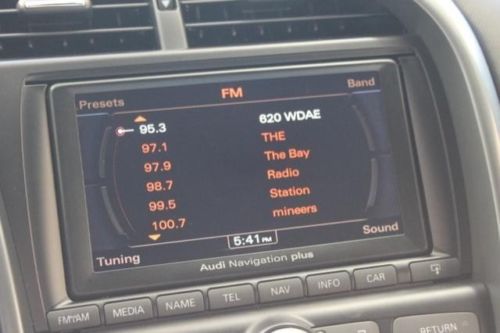 FM
Presets
Band
95.3 620 WDAE
97.1 THE
97.9 The Bay
98.7 Radio
99.5 Station
100.7 mineers
5:41 PM
Tuning
Sound
Audi Navigation plus
FM/AM MEDIA NAME TEL NAV INFO CAR
RETURN